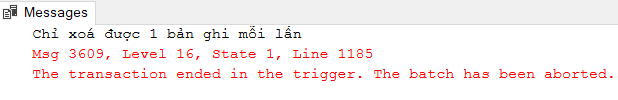 Messages
Chỉ xoá được 1 bản ghi mỗi lần
Msg 3609, Level 16, State 1, Line 1185
The transaction ended in the trigger. The batch has been aborted.